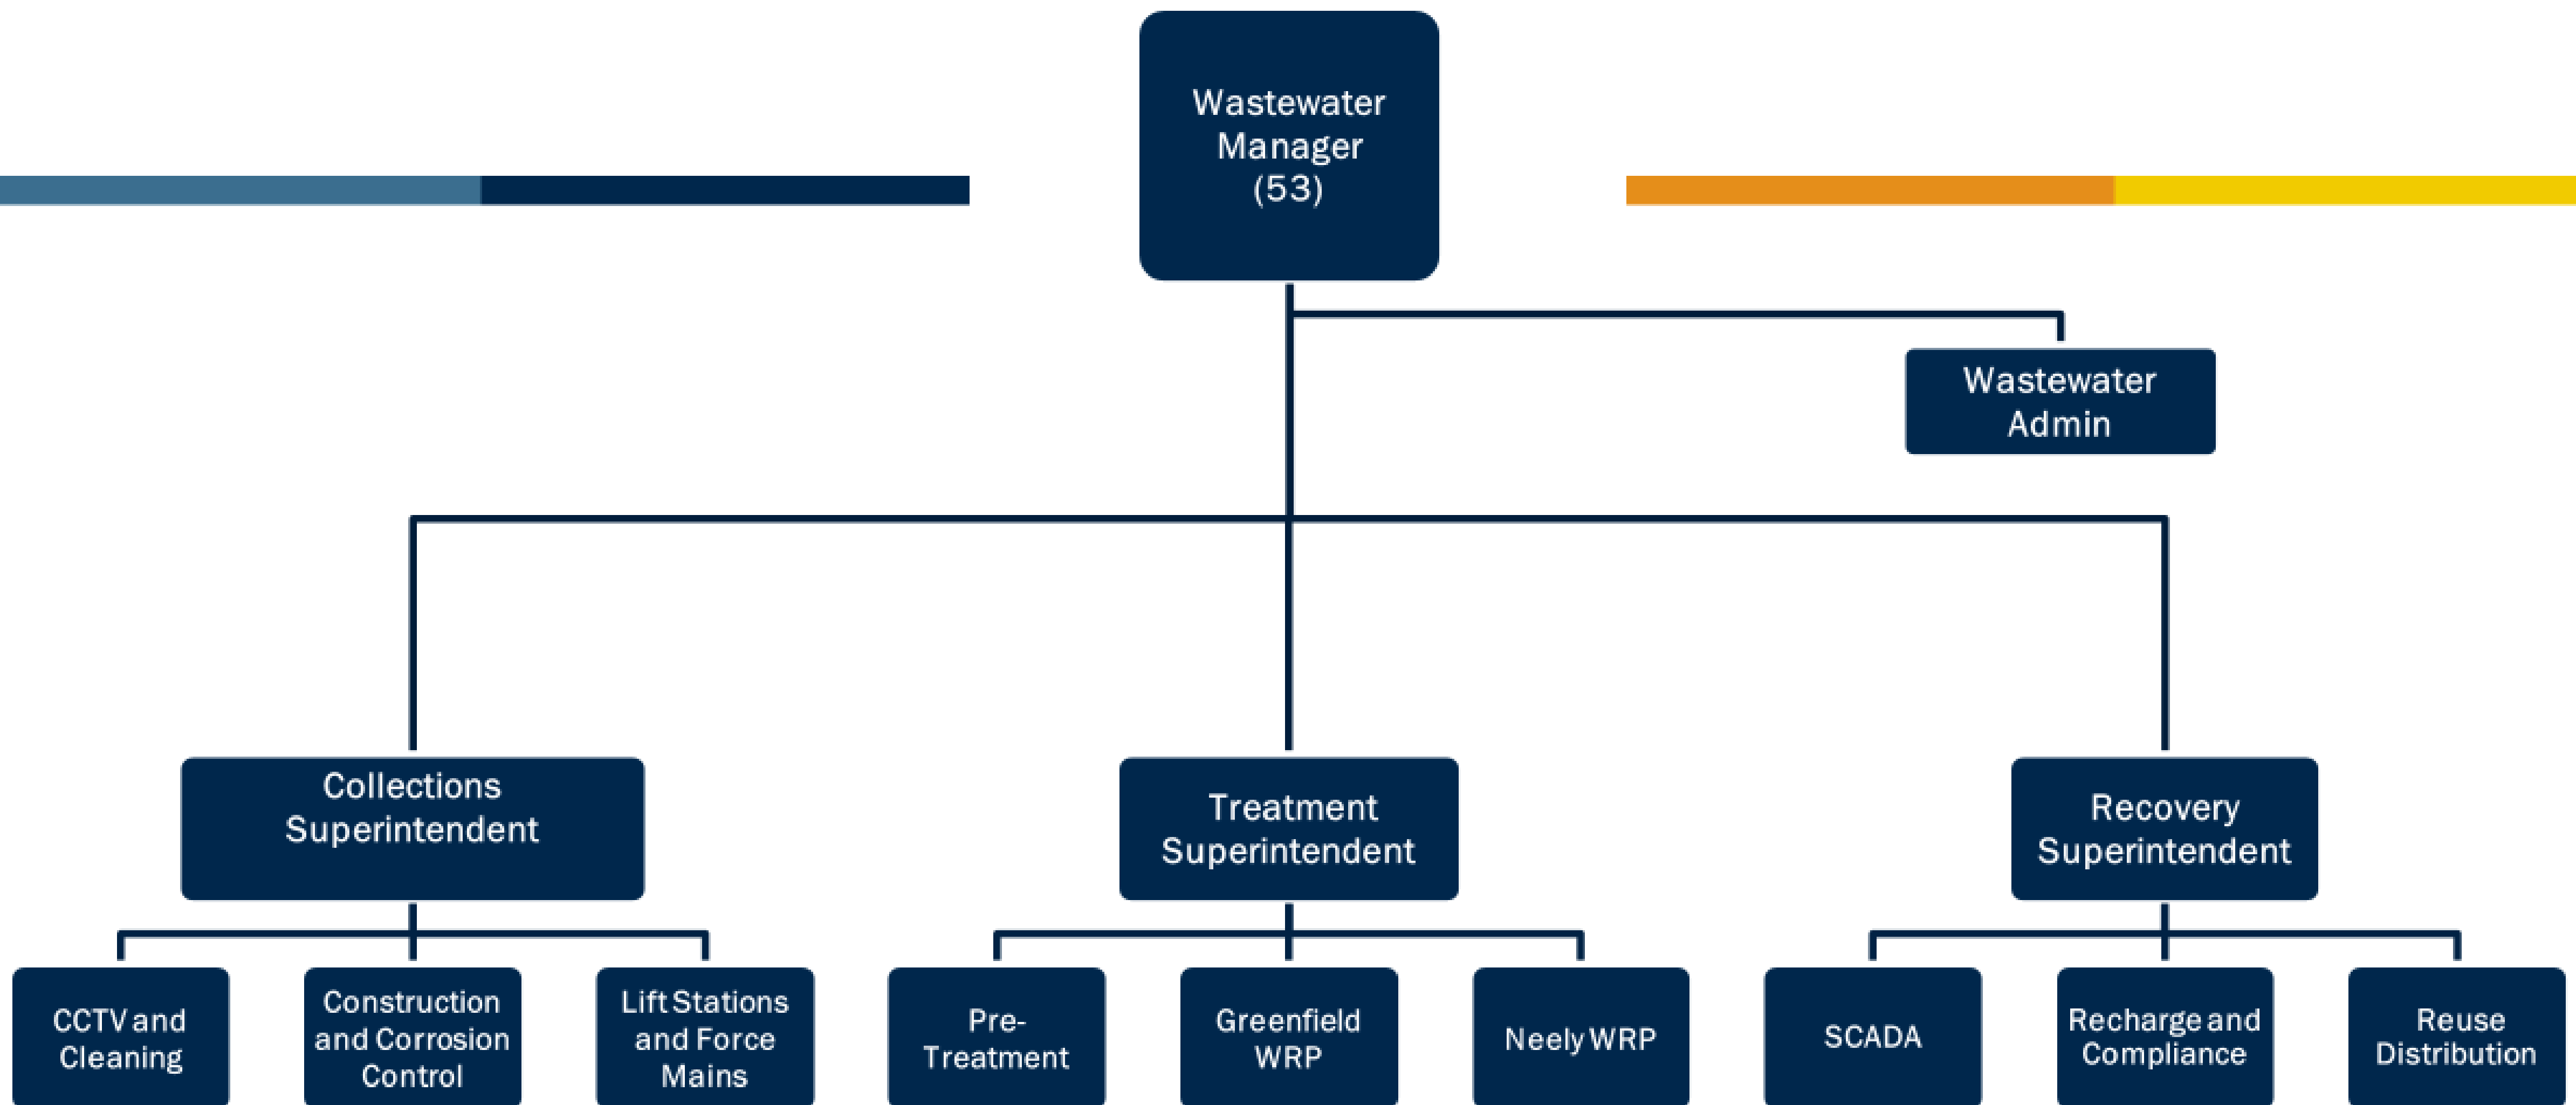 Wastewater
Manager
(53)
Wastewater
Admin
Collections
Superintendent
Treatment
Superintendent
Recovery
Superintendent
CCTV and
Cleaning
Construction
and Corrosion
Control
Lift Stations
and Force
Mains
Pre-
Treatment
Greenfield
WRP
Neely WRP
SCADA
Recharge and
Compliance
Reuse
Distribution